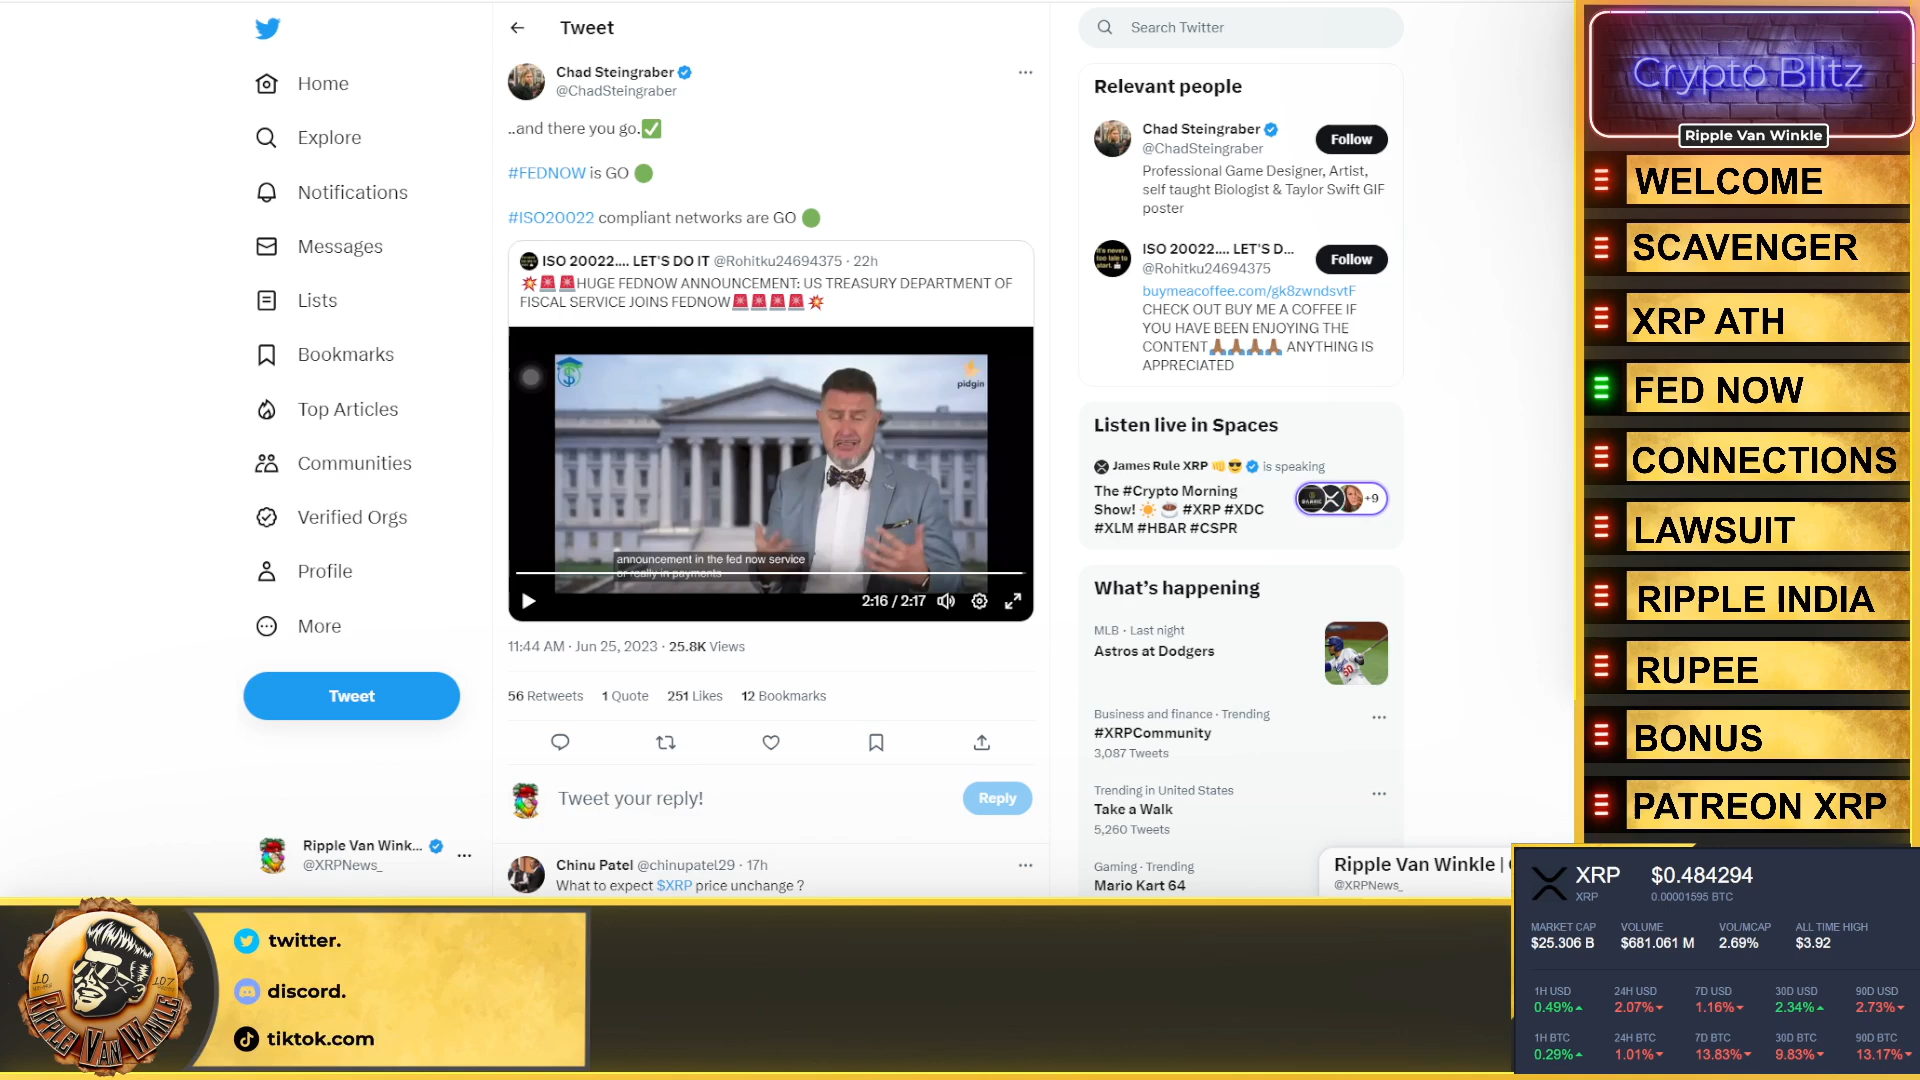 Home
Explore
Notifications
Messages
Lists
Bookmarks
Top Articles
Communities
Verified Orgs
Profile
More
Tweet
Ripple Van Wink...
@XRPNews_
Tweet
Chad Steingraber
@ChadSteingraber
..and there you go.✅
#FEDNOW is GO 🟢
#ISO20022 compliant networks are GO 🟢
ISO 20022.... LET'S DO IT @Rohitku24694375 · 22h
💥🚨🚨HUGE FEDNOW ANNOUNCEMENT: US TREASURY DEPARTMENT OF
FISCAL SERVICE JOINS FEDNOW🚨🚨🚨🚨💥
pidgin
announcement in the fed now service
or really in payments
2:16 / 2:17
11:44 AM · Jun 25, 2023 · 25.8K Views
56 Retweets 1 Quote 251 Likes 12 Bookmarks
Tweet your reply!
Reply
Chinu Patel @chinupatel29 · 17h
What to expect $XRP price unchange ?
Search Twitter
Relevant people
Chad Steingraber
@ChadSteingraber
Follow
Professional Game Designer, Artist,
self taught Biologist & Taylor Swift GIF
poster
It's never
too late to
start.
ISO 20022.... LET'S D...
@Rohitku24694375
Follow
buymeacoffee.com/gk8zwndsvtF
CHECK OUT BUY ME A COFFEE IF
YOU HAVE BEEN ENJOYING THE
CONTENT🙏🏾🙏🏾🙏🏾🙏🏾 ANYTHING IS
APPRECIATED
Listen live in Spaces
James Rule XRP 👊😎 is speaking
The #Crypto Morning
Show! ☀️ ☕ #XRP #XDC
#XLM #HBAR #CSPR
+9
What's happening
MLB · Last night
Astros at Dodgers
Business and finance · Trending
#XRPCommunity
3,087 Tweets
Trending in United States
Take a Walk
5,260 Tweets
Gaming · Trending
Mario Kart 64
Ripple Van Winkle |
@XRPNews_
Crypto Blitz
Ripple Van Winkle
WELCOME
SCAVENGER
XRP ATH
FED NOW
CONNECTIONS
LAWSUIT
RIPPLE INDIA
RUPEE
BONUS
PATREON XRP
XRP $0.484294
XRP 0.00001595 BTC
MARKET CAP VOLUME VOL/MCAP ALL TIME HIGH
$25.306 B $681.061 M 2.69% $3.92
1H USD 24H USD 7D USD 30D USD 90D USD
0.49% 2.07% 1.16% 2.34% 2.73%
1H BTC 24H BTC 7D BTC 30D BTC 90D BTC
0.29% 1.01% 13.83% 9.83% 13.17%
10 107
RIPPLE VAN WINKLE
twitter.
discord.
tiktok.com